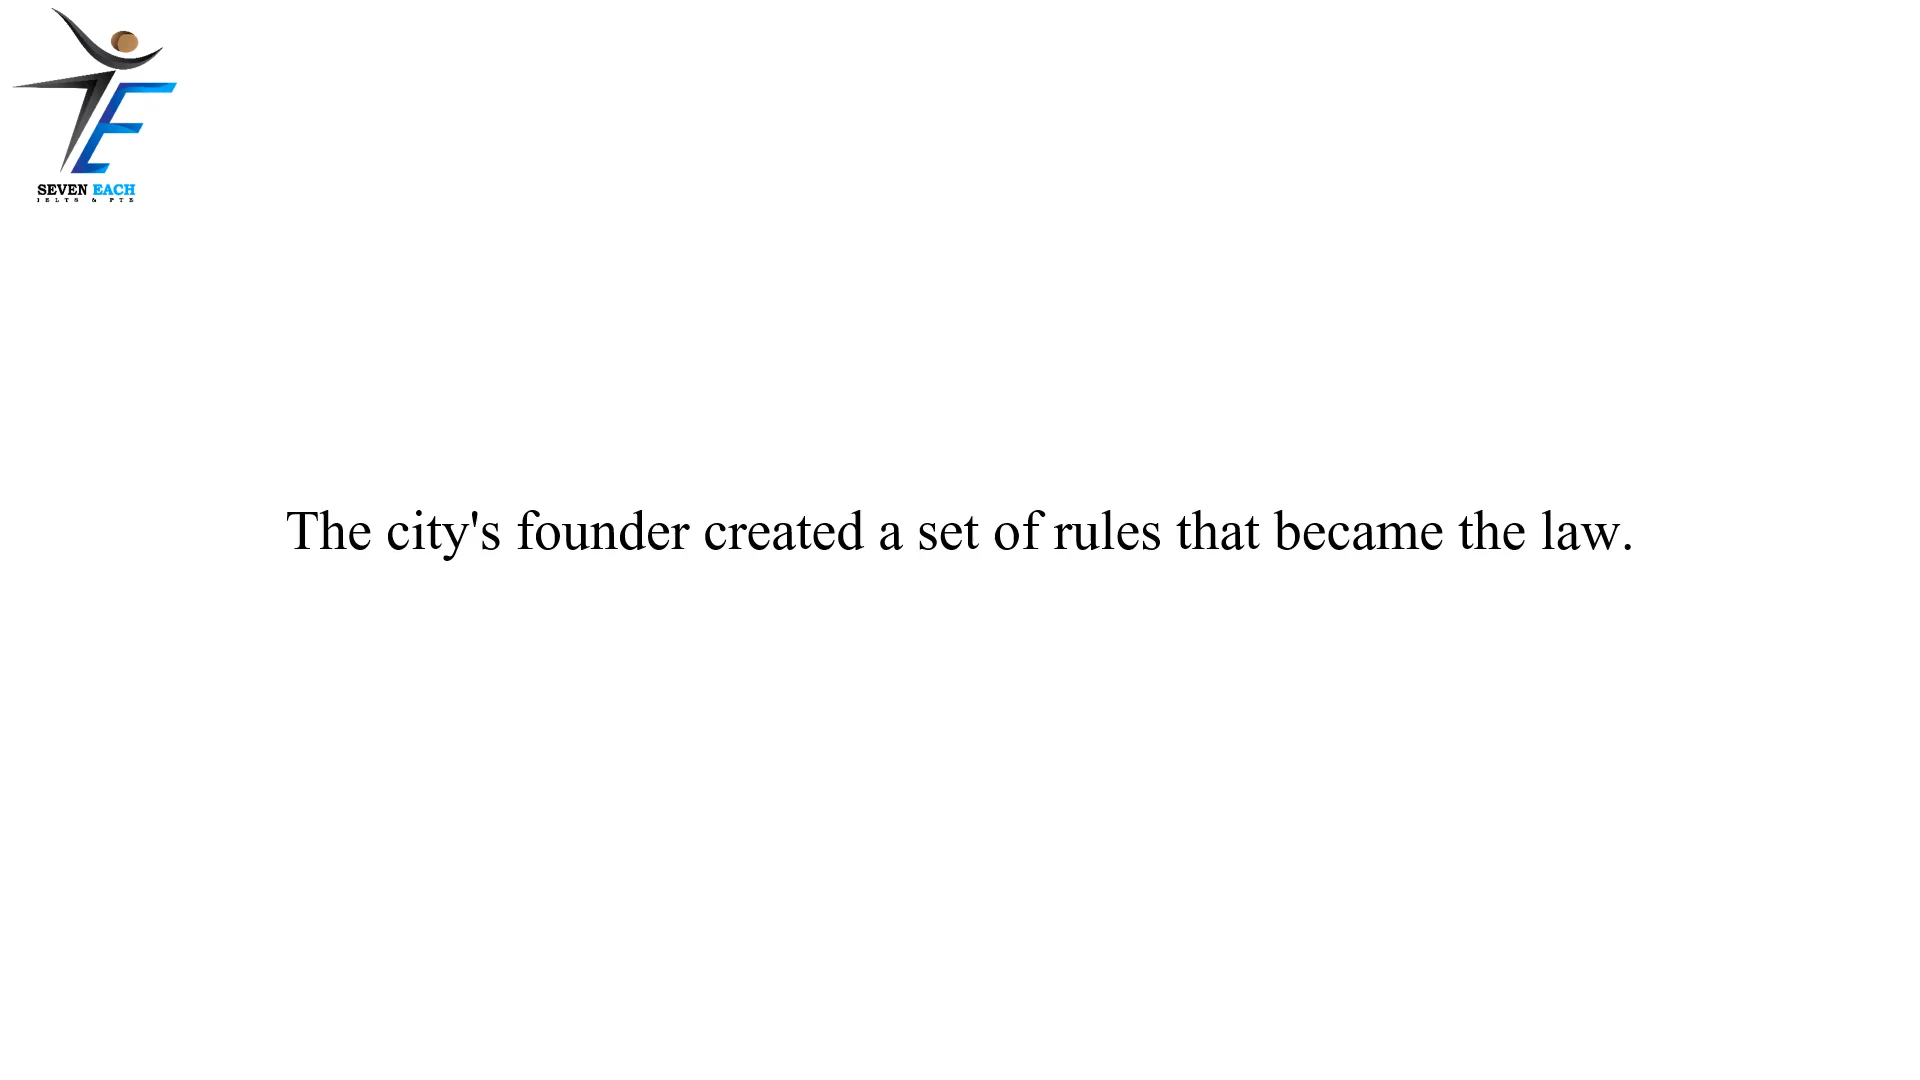 SEVEN EACH
IELTS & PTE
The city's founder created a set of rules that became the law.